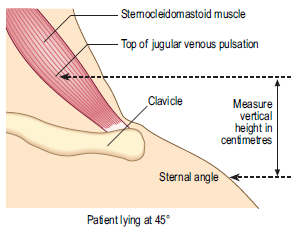 Sternocleidomastoid muscle
Top of jugular venous pulsation
Clavicle
Measure
vertical
height in
centimetres
Sternal angle
Patient lying at 45°